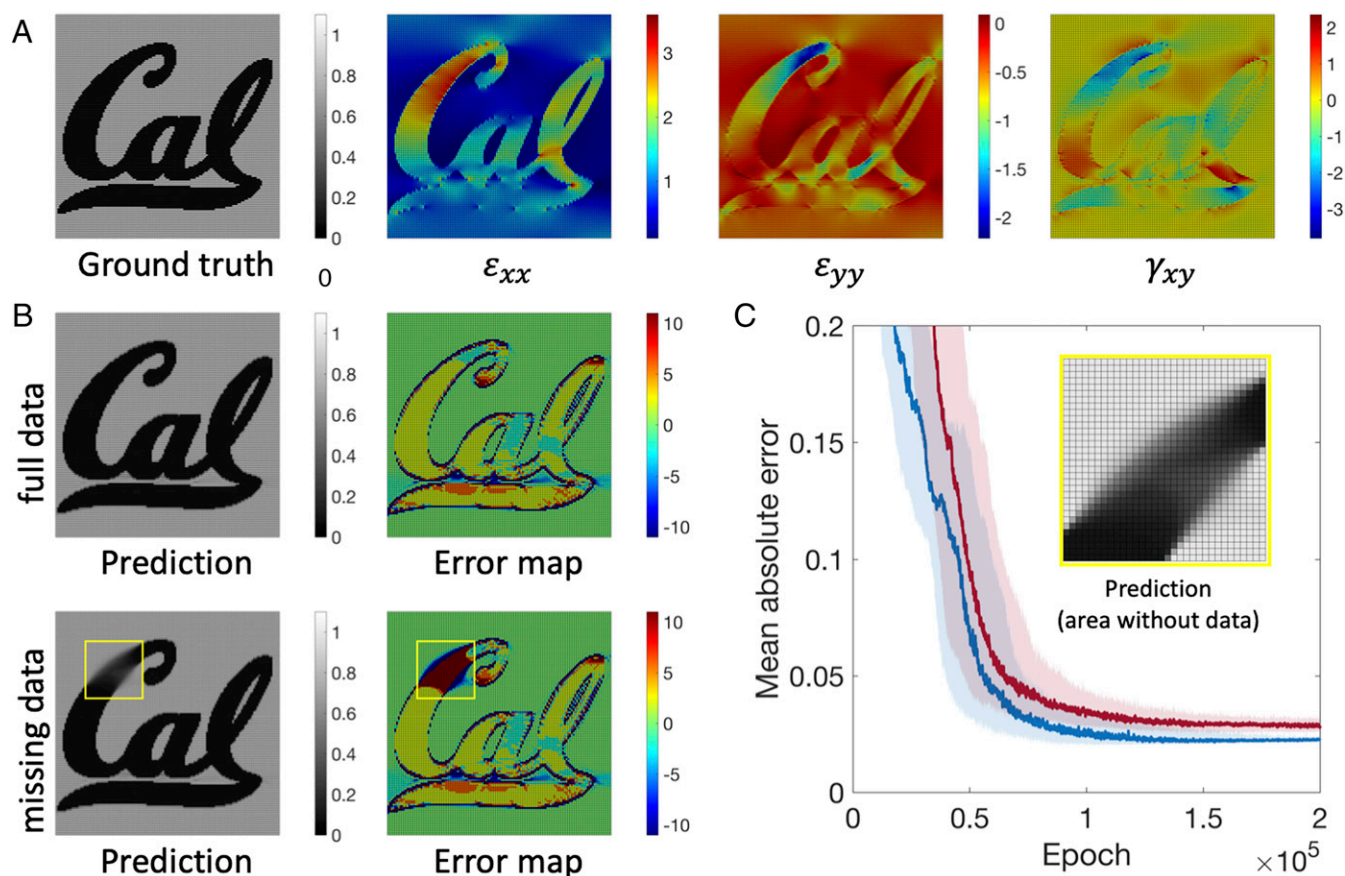 A
Cal
1
0.8
0.6
0.4
0.2
0
Ground truth
3
2
1
0
εxx
0
-0.5
-1
-1.5
-2
εyy
2
1
0
-1
-2
-3
γxy
B
full data
Cal
1
0.8
0.6
0.4
0.2
0
Prediction
Cal
10
5
0
-5
-10
Error map
missing data
Cal
1
0.8
0.6
0.4
0.2
0
Prediction
Cal
10
5
0
-5
-10
Error map
C
Mean absolute error
0.2
0.15
0.1
0.05
0
Prediction
(area without data)
0 0.5 1 1.5 2
Epoch
×10⁵